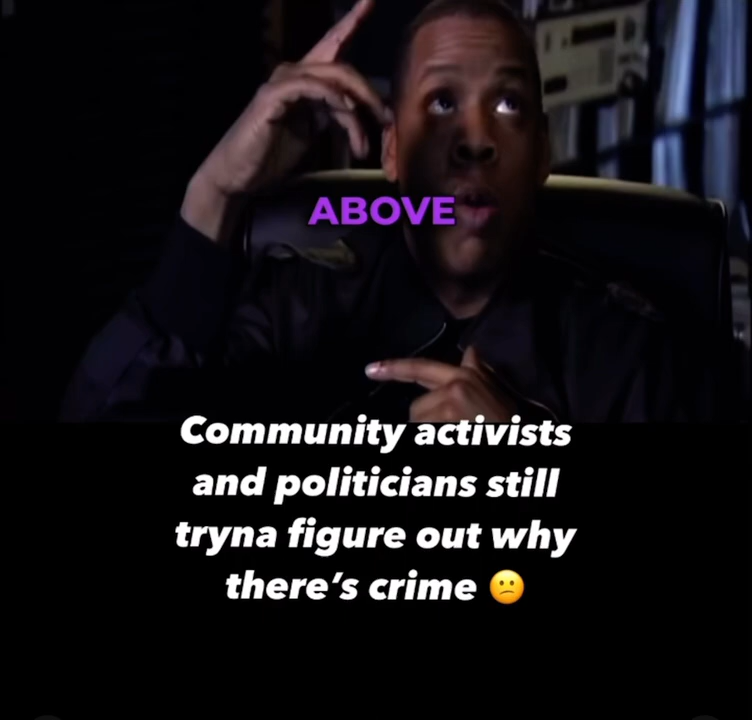 ABOVE
Community activists
and politicians still
tryna figure out why
there's crime 😕